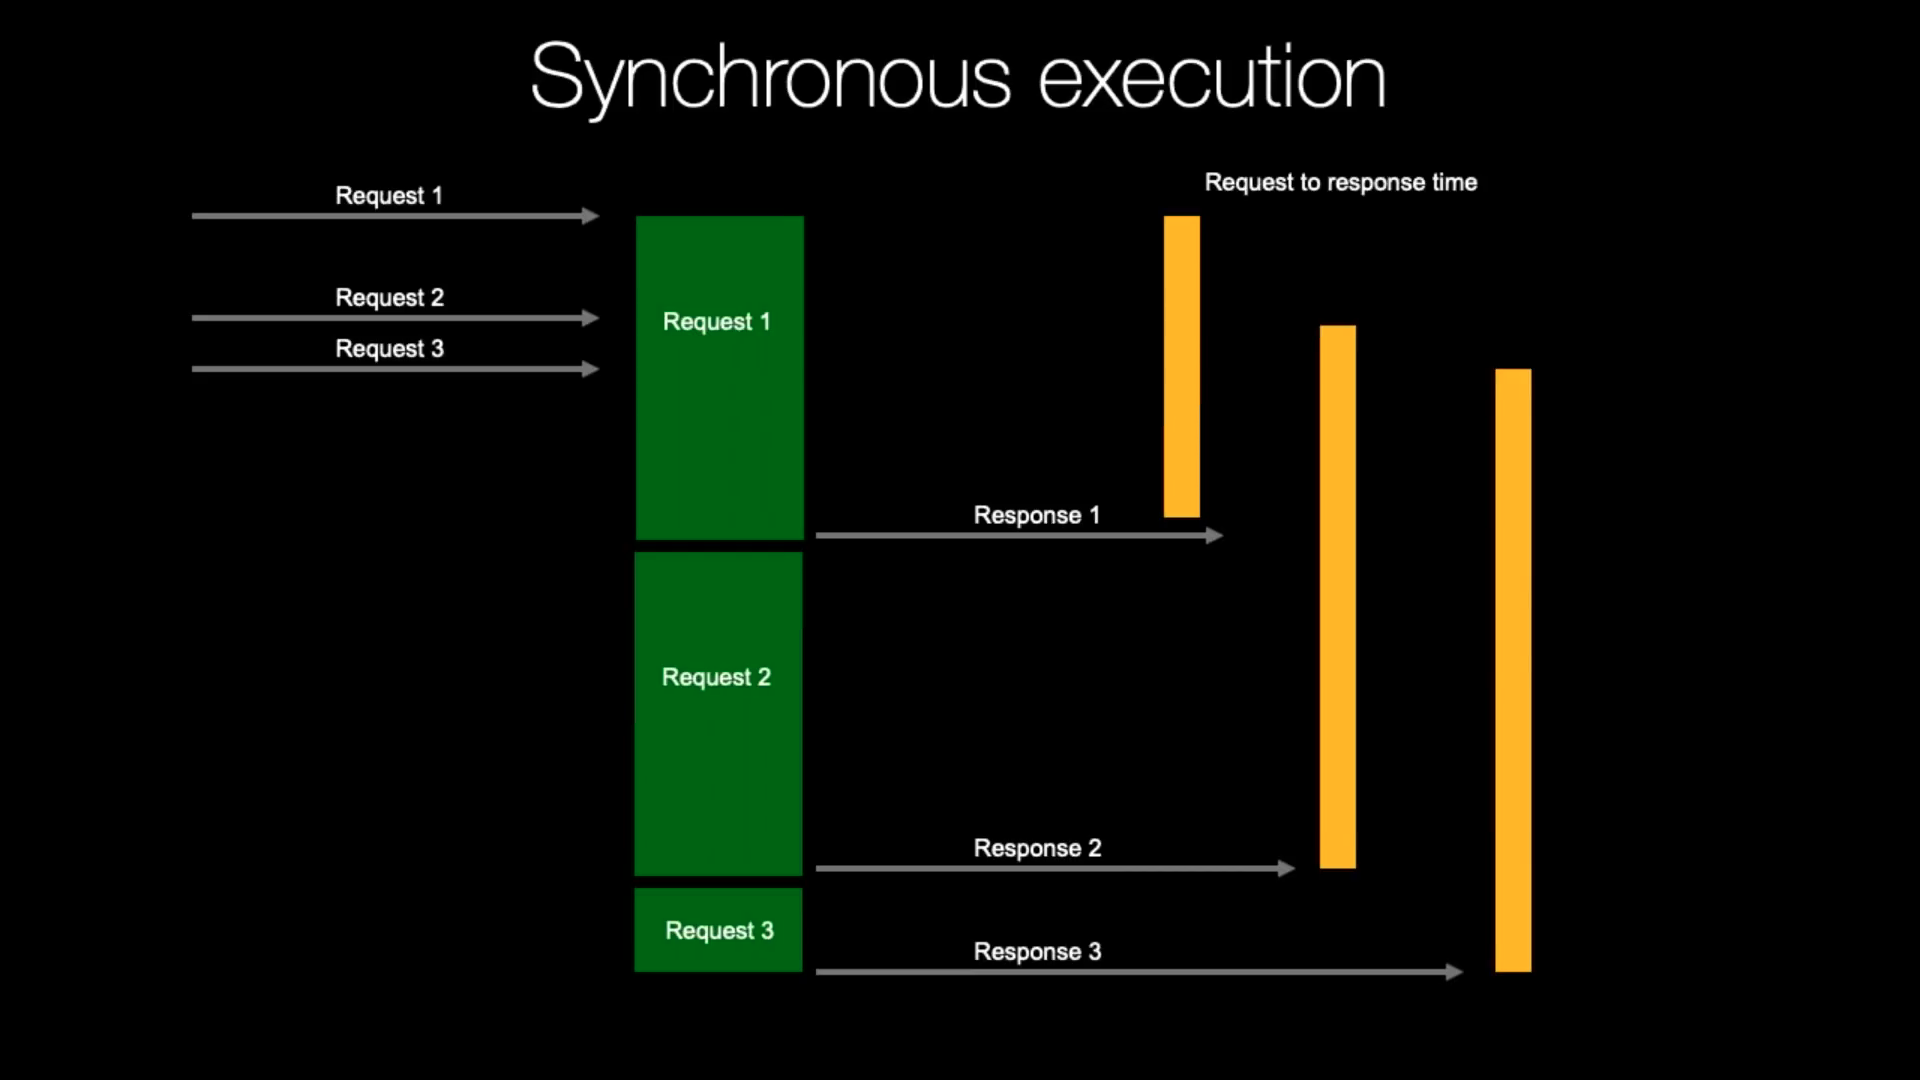 Synchronous execution
Request to response time
Request 1
Request 2
Request 3
Request 1
Response 1
Request 2
Response 2
Request 3
Response 3